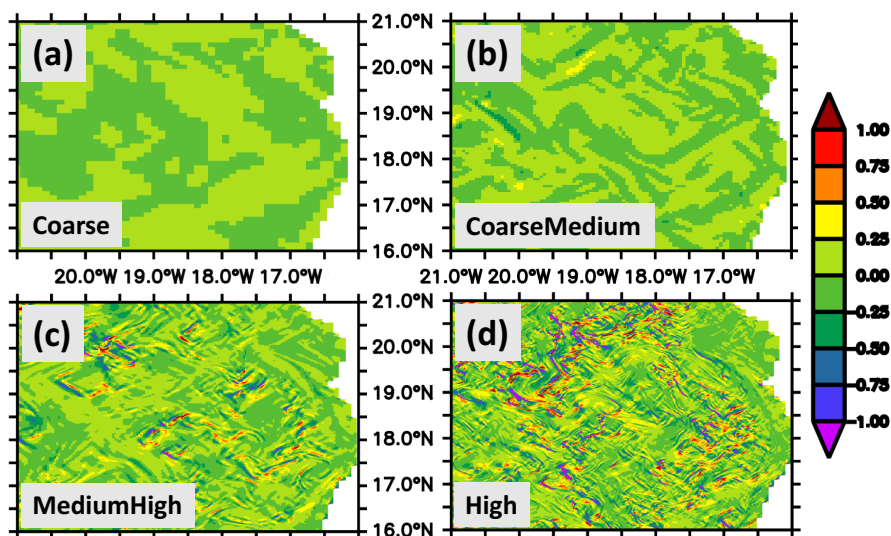 (a)
Coarse
21.0°N
20.0°N
19.0°N
18.0°N
17.0°N
16.0°N
(b)
CoarseMedium
20.0°W 19.0°W 18.0°W 17.0°W
21.0°W 20.0°W 19.0°W 18.0°W 17.0°W
(c)
MediumHigh
21.0°N
20.0°N
19.0°N
18.0°N
17.0°N
16.0°N
(d)
High
1.00
0.75
0.50
0.25
0.00
-0.25
-0.50
-0.75
-1.00